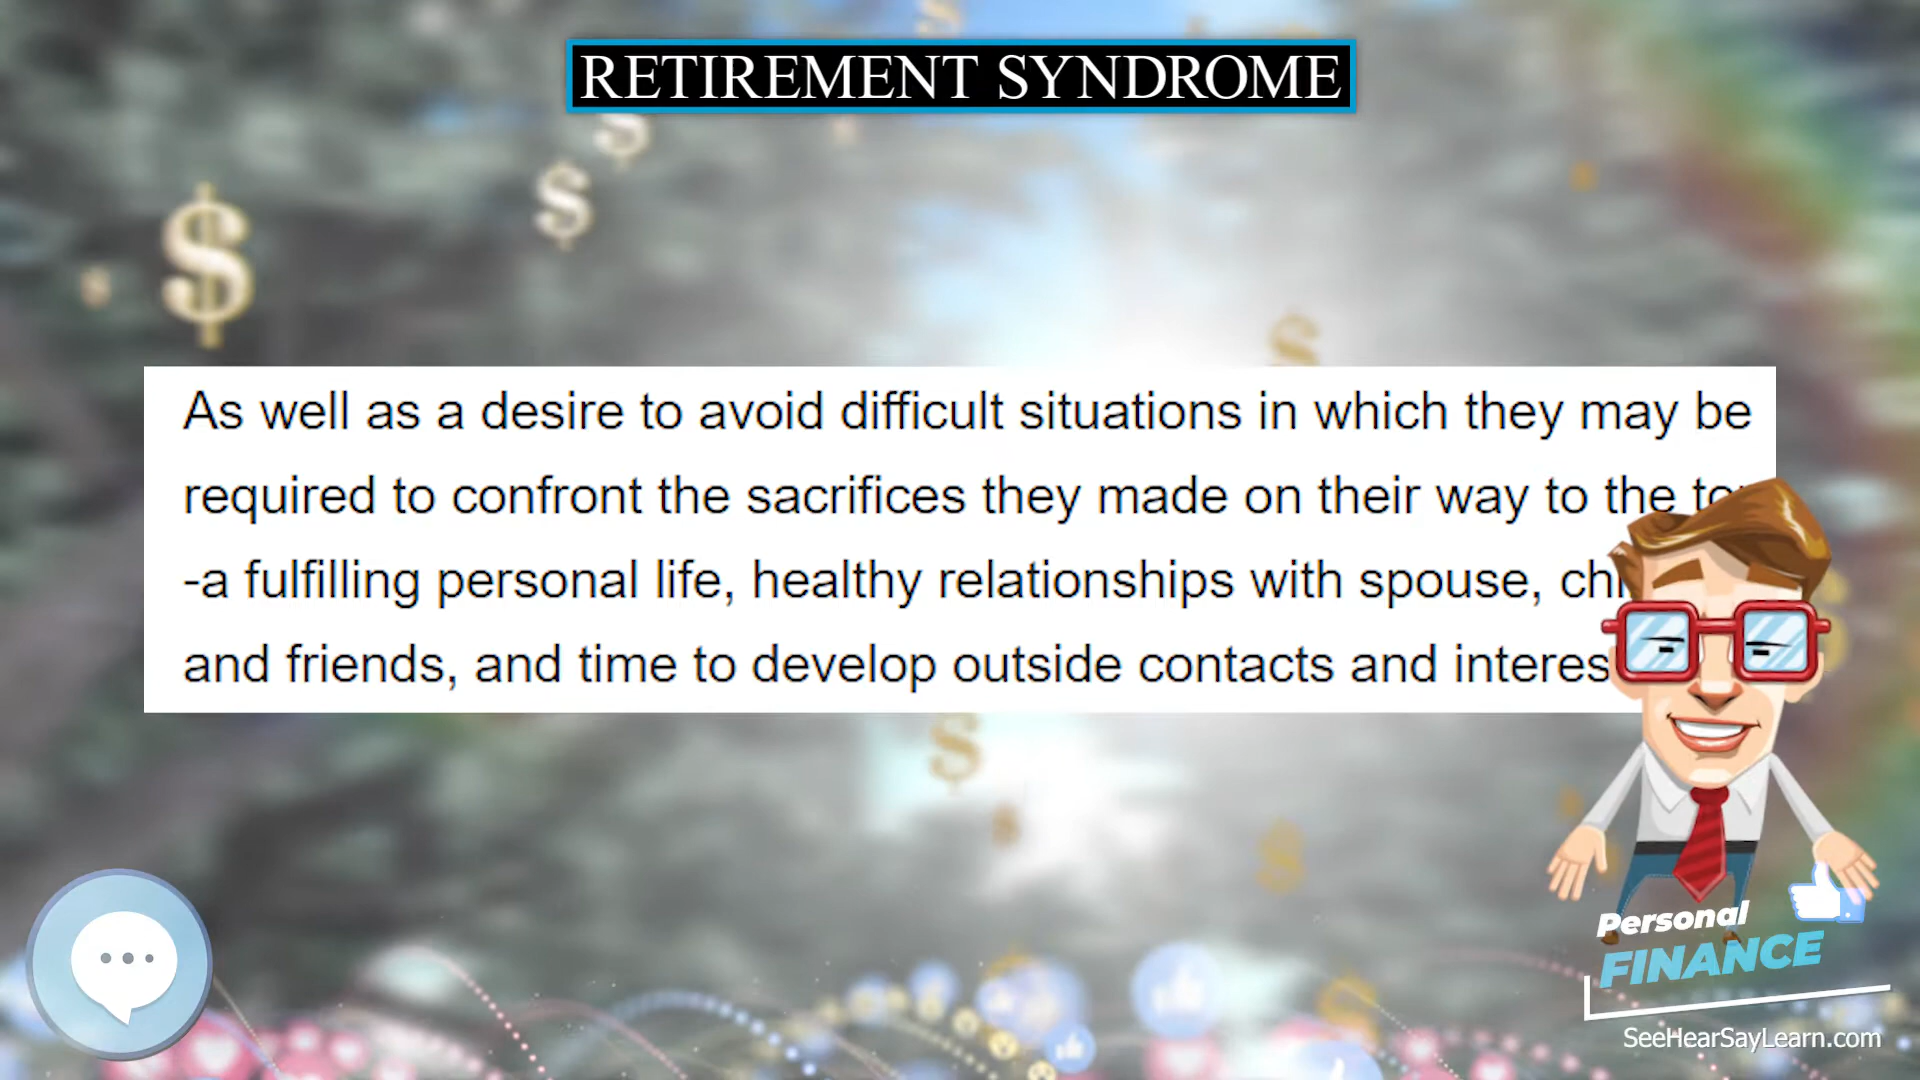 RETIREMENT SYNDROME
As well as a desire to avoid difficult situations in which they may be
required to confront the sacrifices they made on their way to the
-a fulfilling personal life, healthy relationships with spouse,
and friends, and time to develop outside contacts and
Personal
FINANCE
SeeHearSayLearn.com